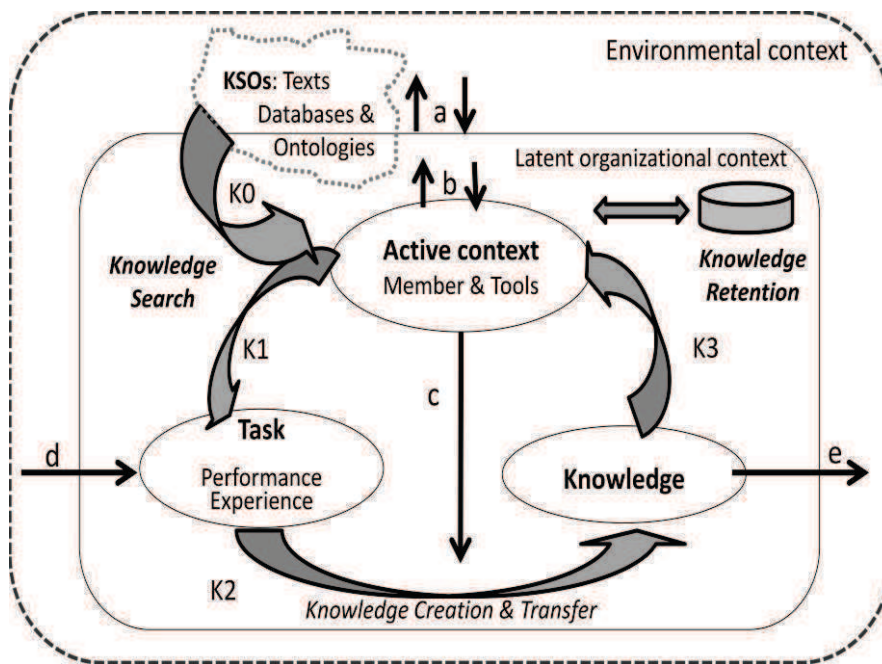 Environmental context
KSOs: Texts
Databases &
Ontologies
a
Latent organizational context
b
K0
Active context
Member & Tools
Knowledge
Search
Knowledge
Retention
K1
K3
c
Task
Performance
Experience
d
Knowledge
e
K2
Knowledge Creation & Transfer